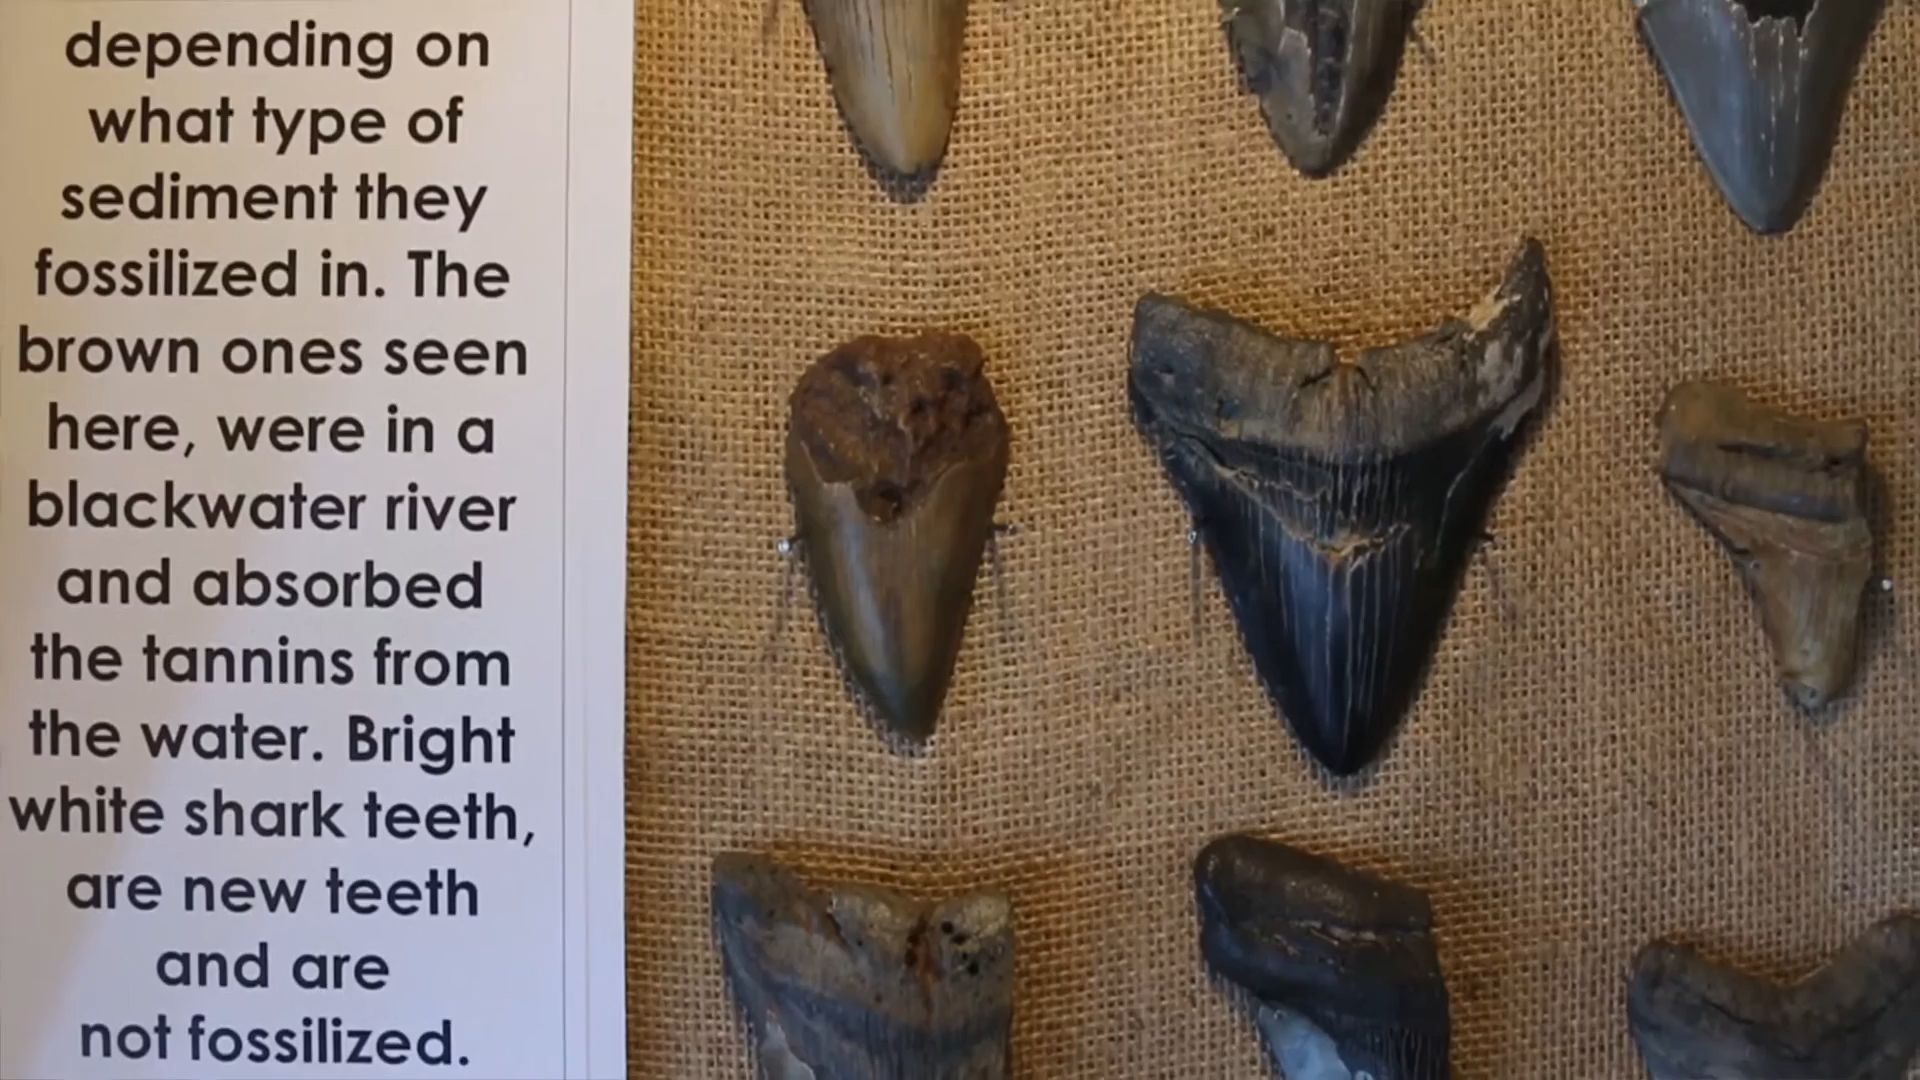 depending on
what type of
sediment they
fossilized in. The
brown ones seen
here, were in a
blackwater river
and absorbed
the tannins from
the water. Bright
white shark teeth,
are new teeth
and are
not fossilized.